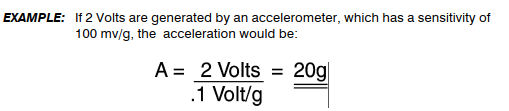 EXAMPLE: If 2 Volts are generated by an accelerometer, which has a sensitivity of
100 mv/g, the acceleration would be:
A = 2 Volts = 20g
.1 Volt/g